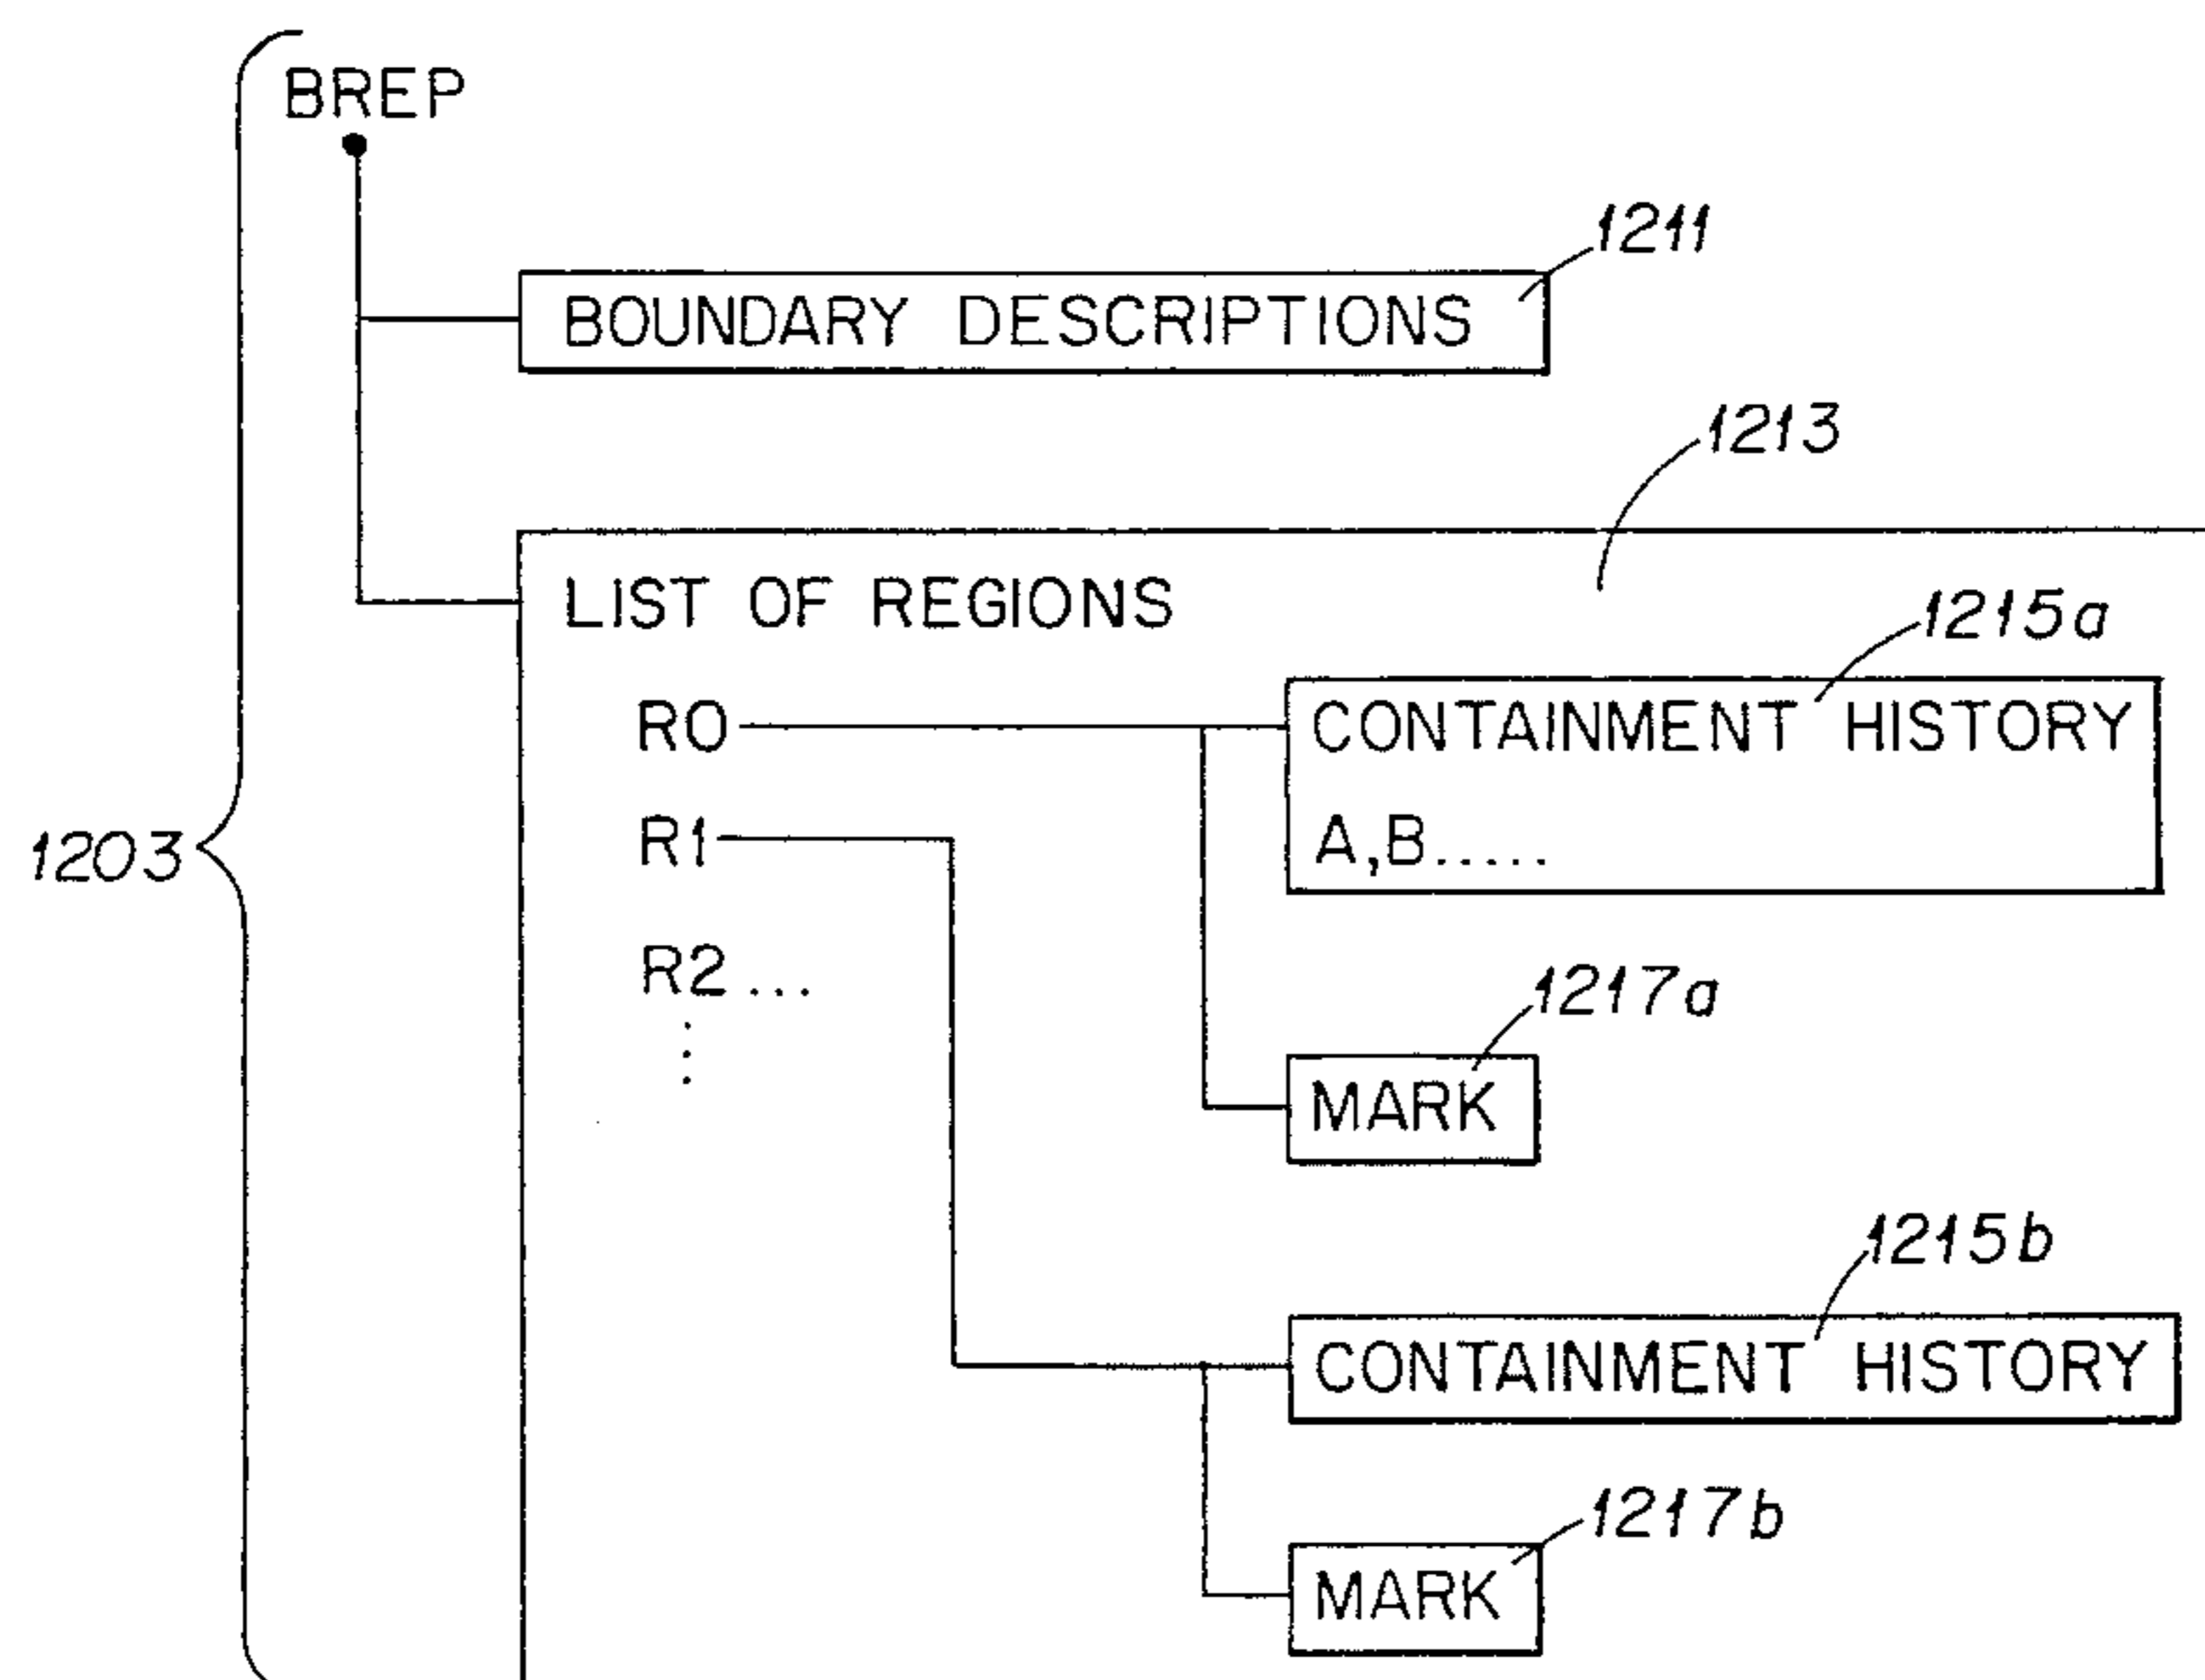 BREP
1211
BOUNDARY DESCRIPTIONS
1213
LIST OF REGIONS
1215a
R0
CONTAINMENT HISTORY
1203
R1
A,B.....
R2...
1217a
MARK
1215b
CONTAINMENT HISTORY
1217b
MARK